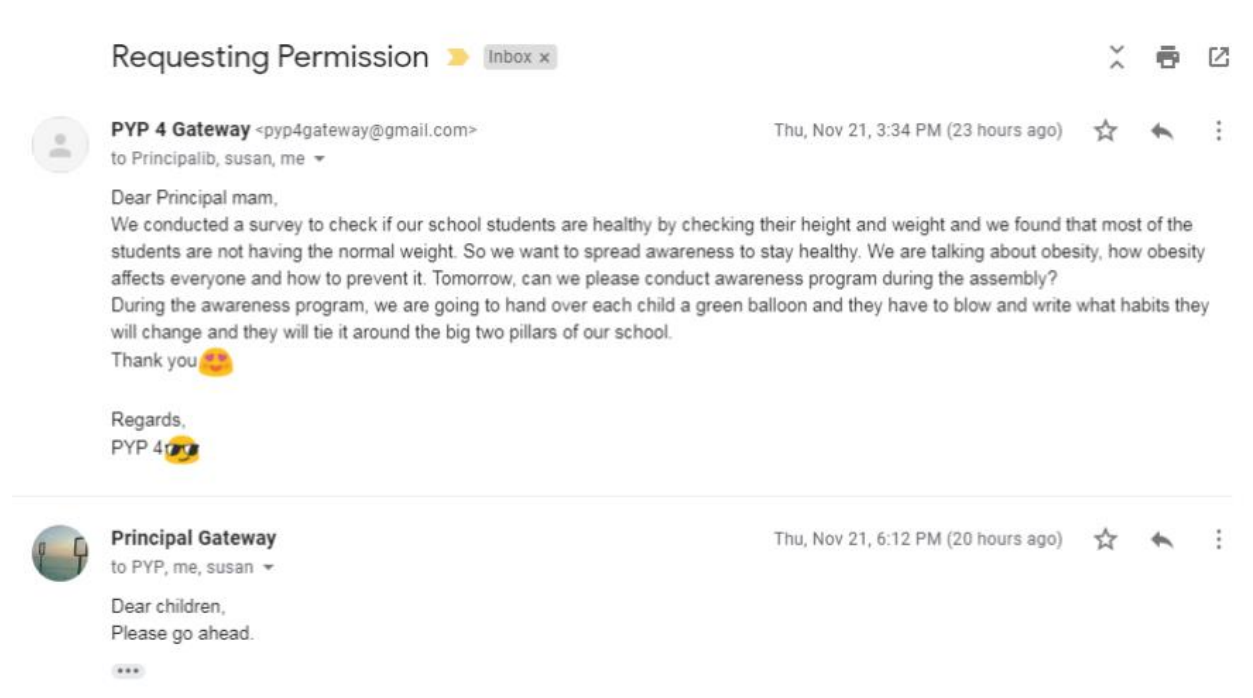 Requesting Permission Inbox x
PYP 4 Gateway <pyp4gateway@gmail.com> Thu, Nov 21, 3:34 PM (23 hours ago)
to Principalib, susan, me
Dear Principal mam,
We conducted a survey to check if our school students are healthy by checking their height and weight and we found that most of the
students are not having the normal weight. So we want to spread awareness to stay healthy. We are talking about obesity, how obesity
affects everyone and how to prevent it. Tomorrow, can we please conduct awareness program during the assembly?
During the awareness program, we are going to hand over each child a green balloon and they have to blow and write what habits they
will change and they will tie it around the big two pillars of our school.
Thank you😍
Regards,
PYP 4😎
Principal Gateway Thu, Nov 21, 6:12 PM (20 hours ago)
to PYP, me, susan
Dear children,
Please go ahead.